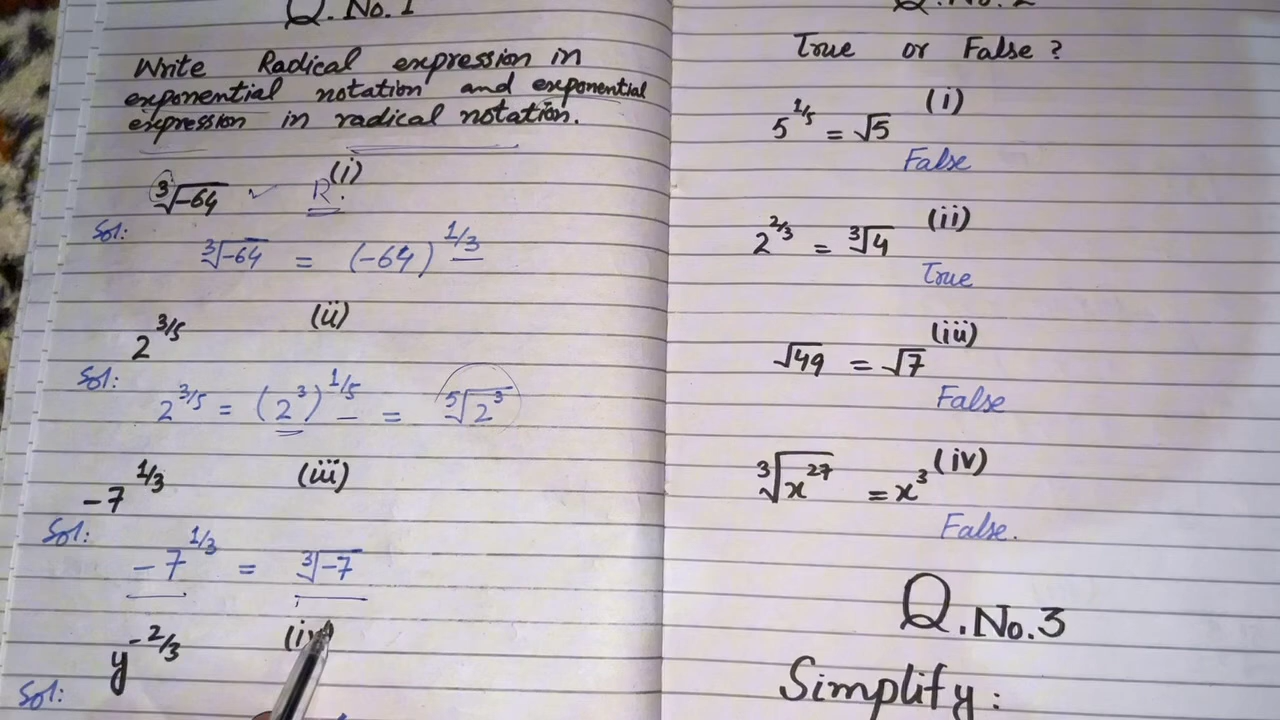 Q. No. 1
Write Radical expression in
exponential notation and exponential
expression in radical notation.
(i)
∛-64 R.
Sol:
∛-64 = (-64)^1/3
(ii)
2^3/5
Sol:
2^3/5 = (2^3)^1/5 = ⁵√2^3
(iii)
-7^1/3
Sol:
-7^1/3 = ∛-7
(iv)
y^-2/3
Sol:
Q. No. 2
True or False ?
(i)
5^1/5 = √5
False
(ii)
2^2/3 = ∛4
True
(iii)
√49 = √7
False
(iv)
∛x^27 = x^3
False.
Q. No. 3
Simplify :